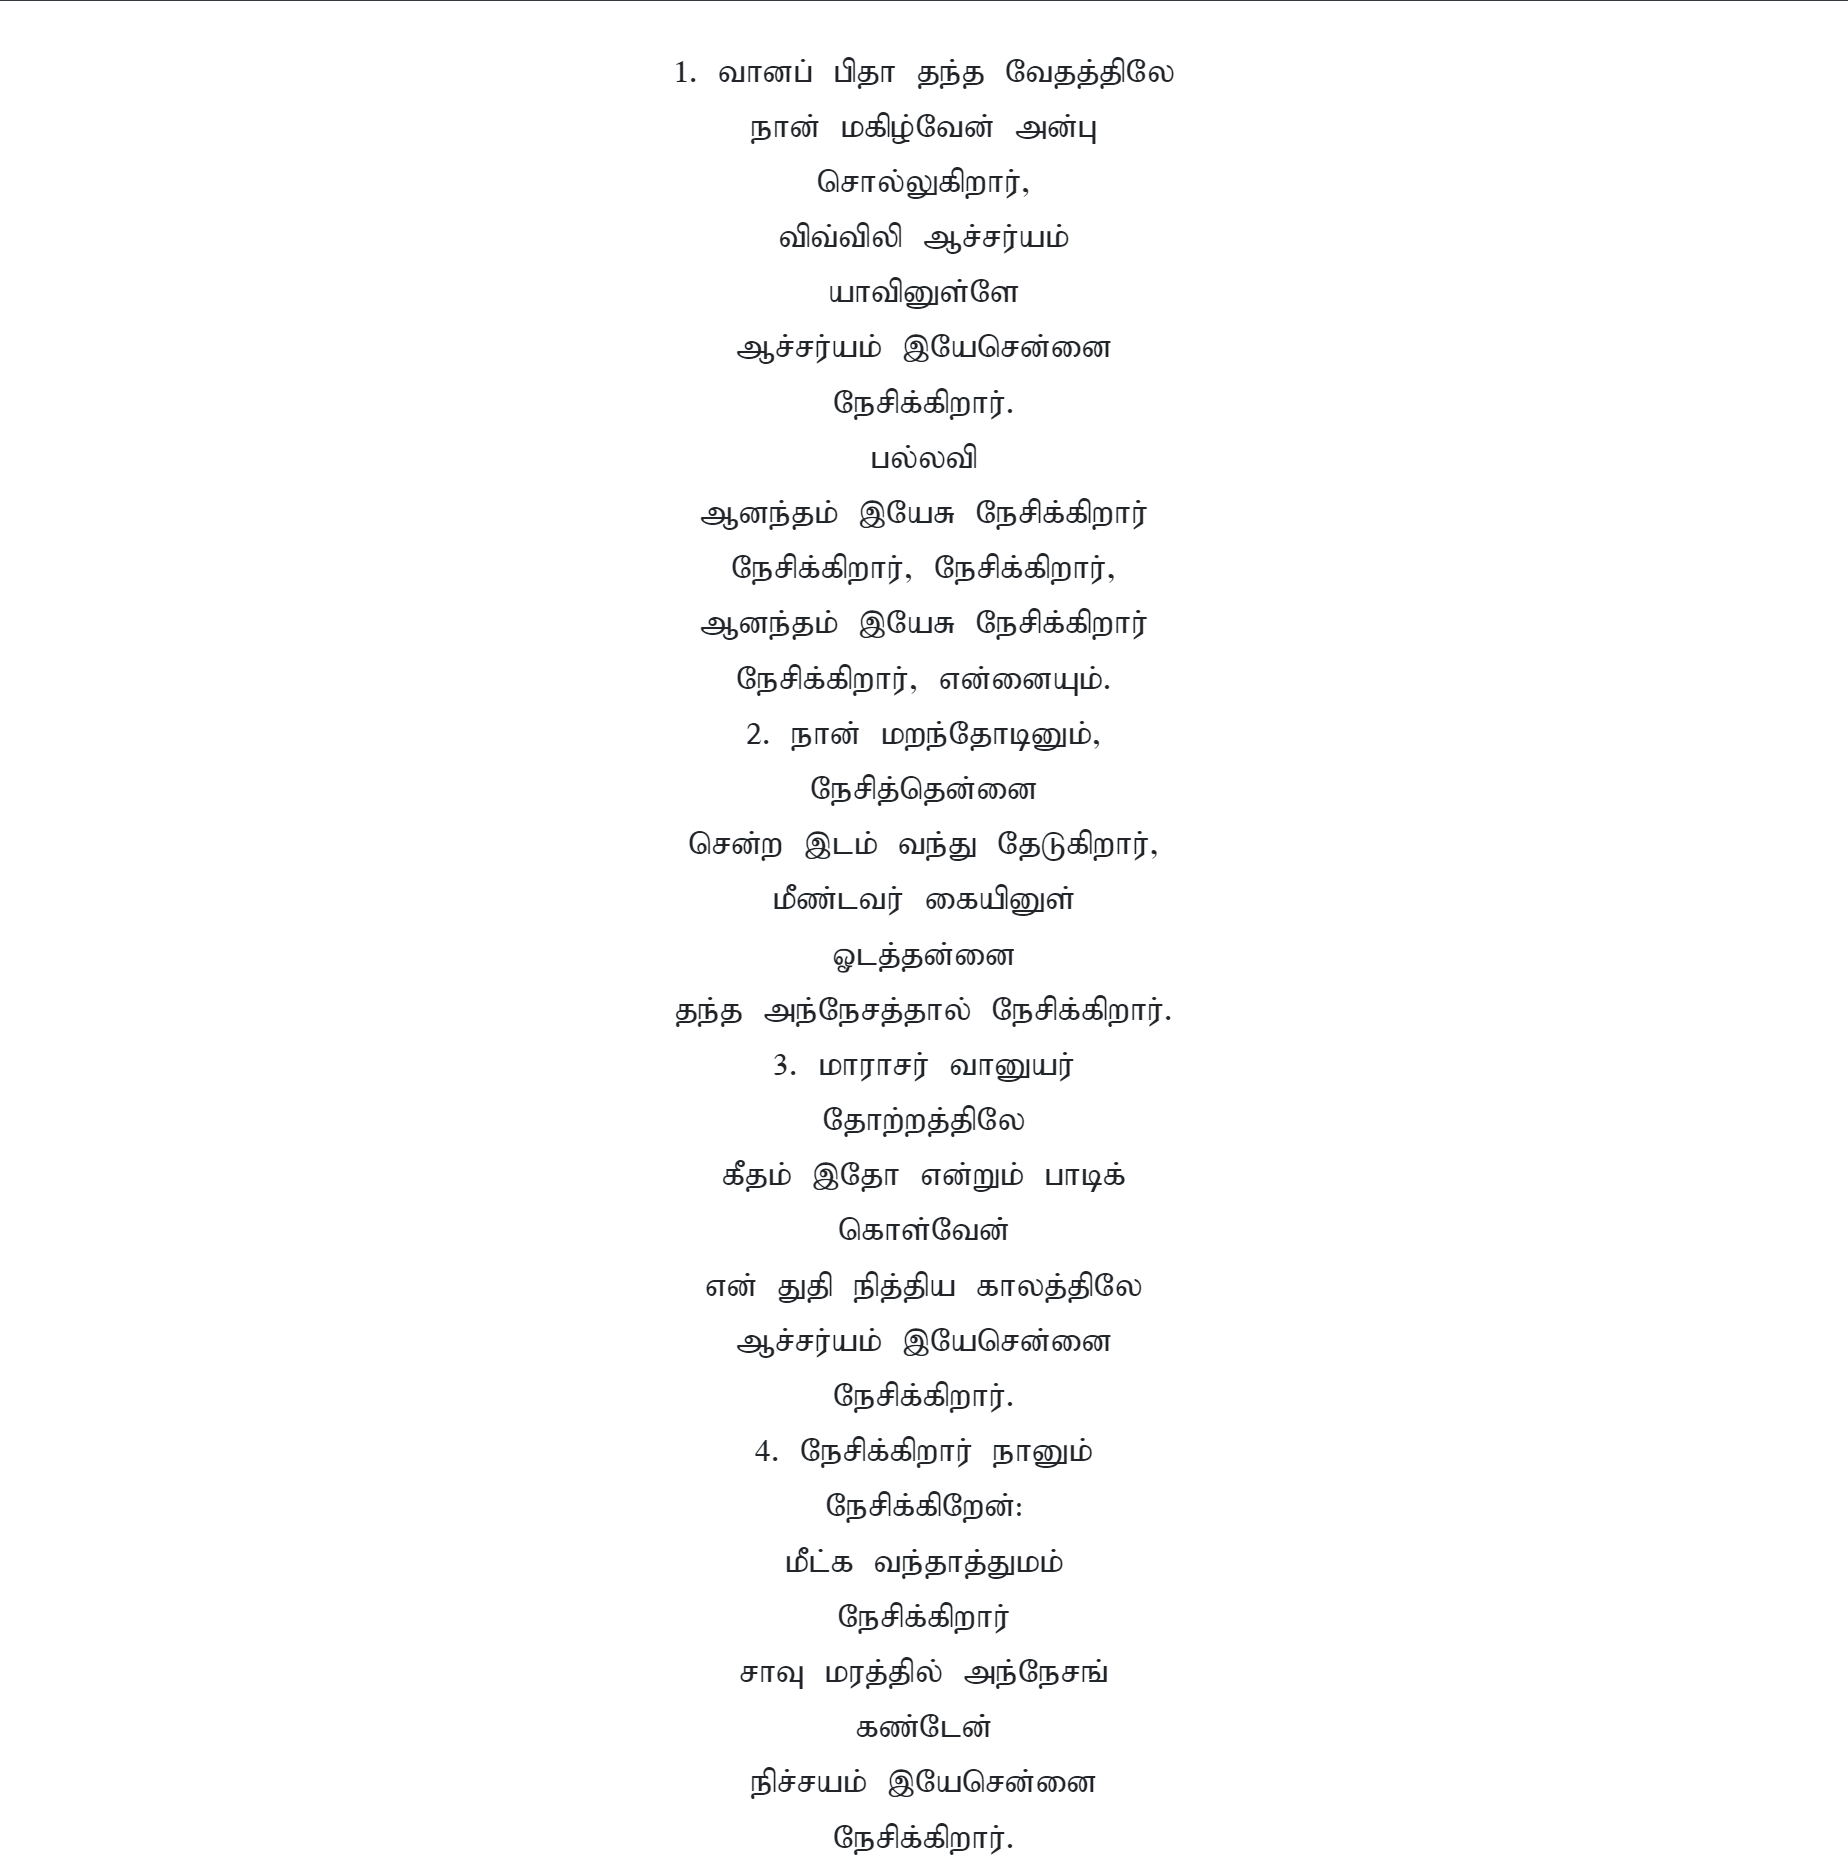 1. வானப் பிதா தந்த வேதத்திலே
நான் மகிழ்வேன் அன்பு
சொல்லுகிறார்,
விவ்விலி ஆச்சர்யம்
யாவினுள்ளே
ஆச்சர்யம் இயேசென்னை
நேசிக்கிறார்.
பல்லவி
ஆனந்தம் இயேசு நேசிக்கிறார்
நேசிக்கிறார், நேசிக்கிறார்,
ஆனந்தம் இயேசு நேசிக்கிறார்
நேசிக்கிறார், என்னையும்.
2. நான் மறந்தோடினும்,
நேசித்தென்னை
சென்ற இடம் வந்து தேடுகிறார்,
மீண்டவர் கையினுள்
ஓடத்தன்னை
தந்த அந்நேசத்தால் நேசிக்கிறார்.
3. மாராசர் வானுயர்
தோற்றத்திலே
கீதம் இதோ என்றும் பாடிக்
கொள்வேன்
என் துதி நித்திய காலத்திலே
ஆச்சர்யம் இயேசென்னை
நேசிக்கிறார்.
4. நேசிக்கிறார் நானும்
நேசிக்கிறேன்:
மீட்க வந்தாத்துமம்
நேசிக்கிறார்
சாவு மரத்தில் அந்நேசங்
கண்டேன்
நிச்சயம் இயேசென்னை
நேசிக்கிறார்.